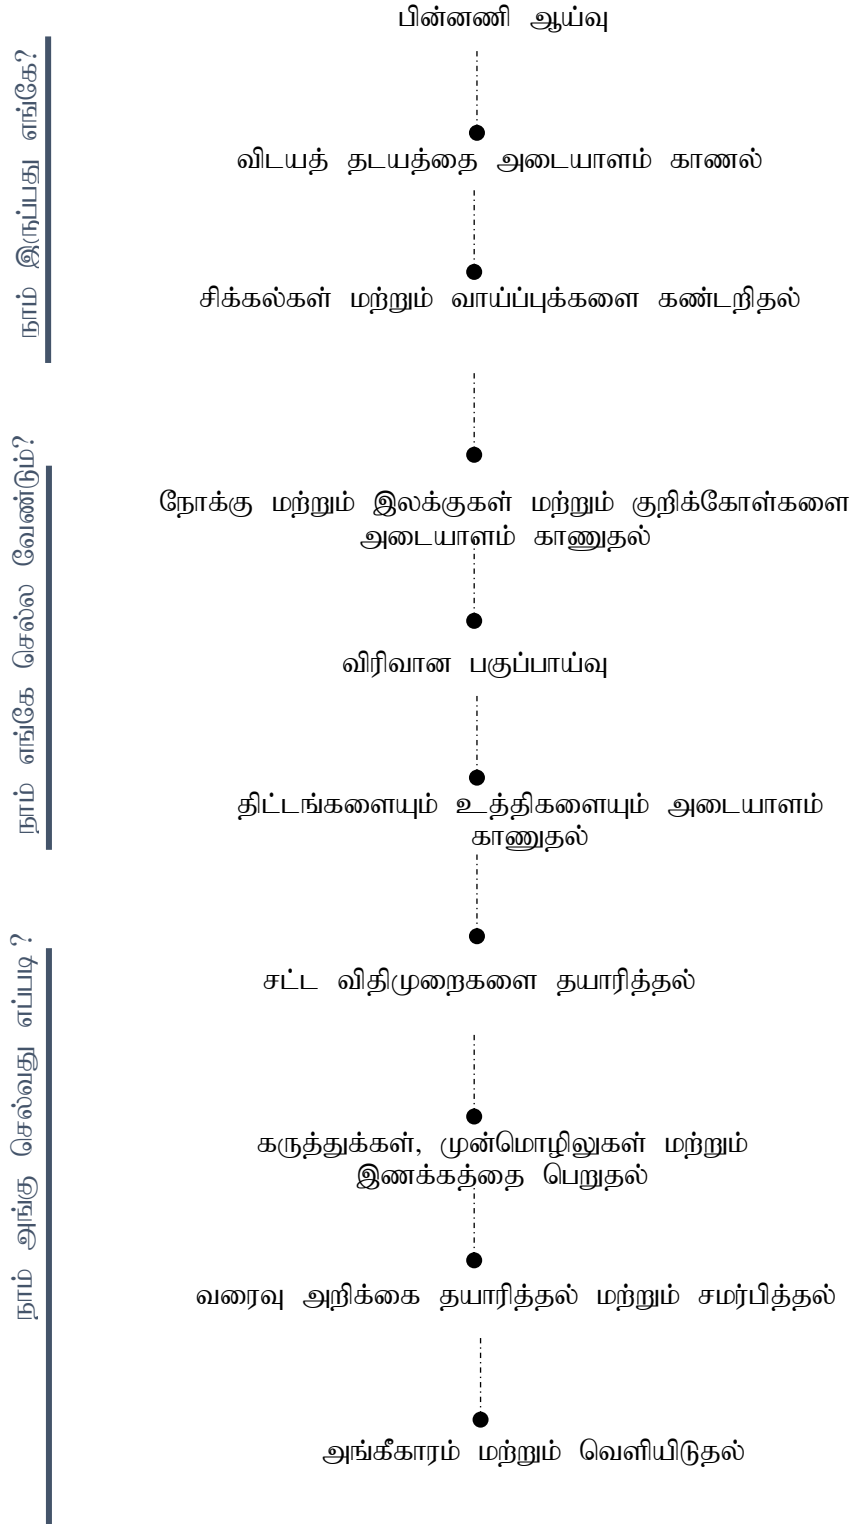 பின்னணி ஆய்வு
நாம் இருப்பது எங்கே?
விடயத் தடயத்தை அடையாளம் காணல்
சிக்கல்கள் மற்றும் வாய்ப்புக்களை கண்டறிதல்
நாம் எங்கே செல்ல வேண்டும்?
நோக்கு மற்றும் இலக்குகள் மற்றும் குறிக்கோள்களை
அடையாளம் காணுதல்
விரிவான பகுப்பாய்வு
திட்டங்களையும் உத்திகளையும் அடையாளம்
காணுதல்
நாம் அங்கு செல்வது எப்படி ?
சட்ட விதிமுறைகளை தயாரித்தல்
கருத்துக்கள், முன்மொழிலுகள் மற்றும்
இணக்கத்தை பெறுதல்
வரைவு அறிக்கை தயாரித்தல் மற்றும் சமர்பித்தல்
அங்கீகாரம் மற்றும் வெளியிடுதல்